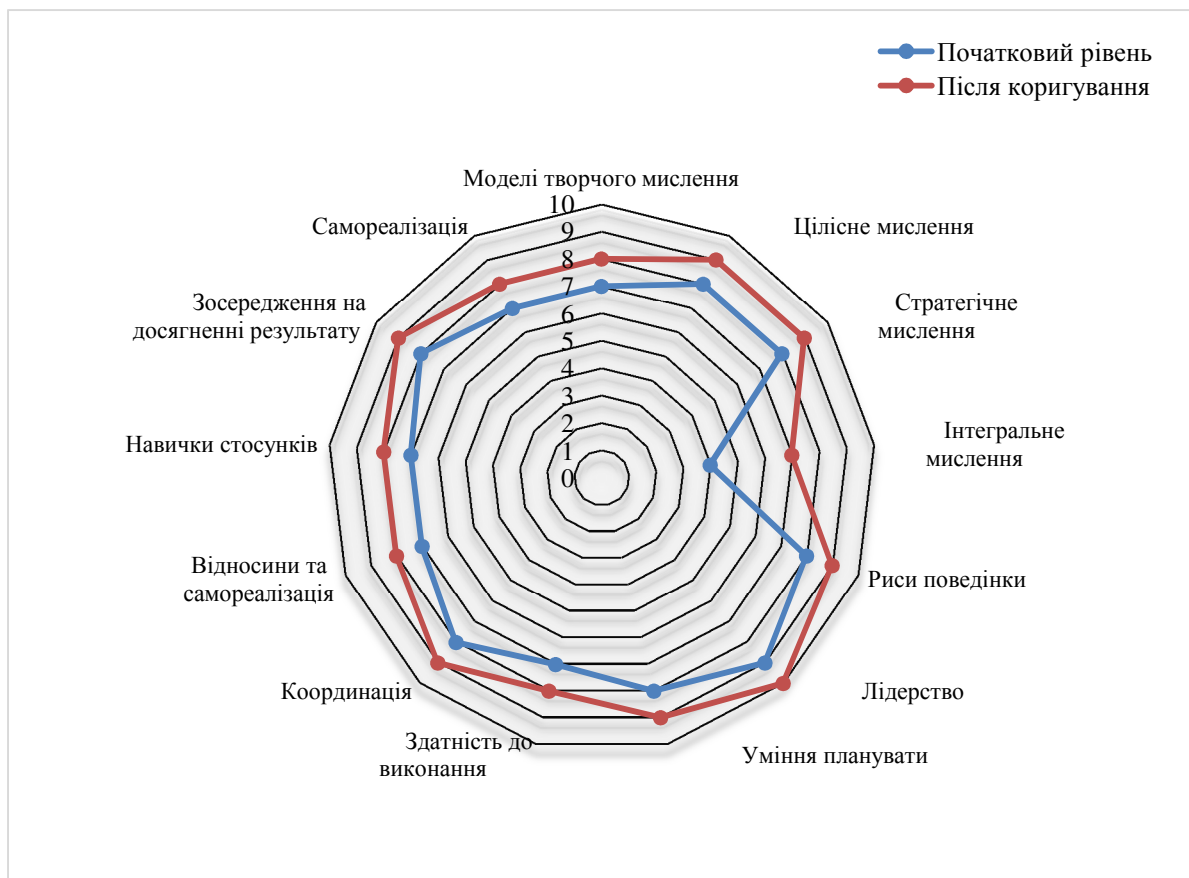 Початковий рівень
Після коригування
Моделі творчого мислення
10
9
8
7
6
5
4
3
2
1
0
Цілісне мислення
Стратегічне
мислення
Інтегральне
мислення
Риси поведінки
Лідерство
Уміння планувати
Здатність до
виконання
Координація
Відносини та
самореалізація
Навички стосунків
Зосередження на
досягненні результату
Самореалізація